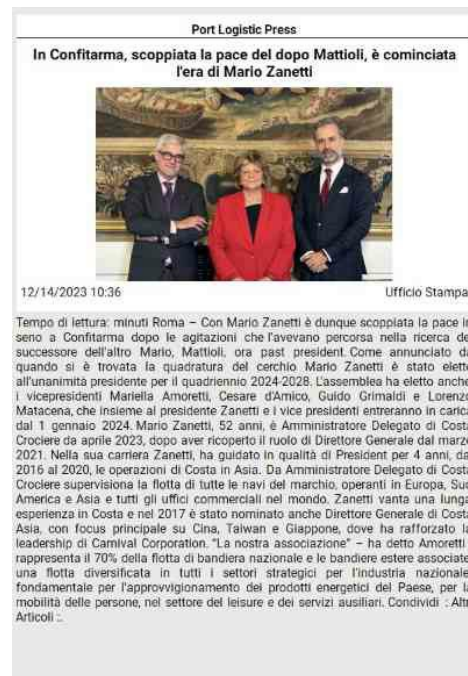 Port Logistic Press
In Confitarma, scoppiata la pace del dopo Mattioli, è cominciata
l'era di Mario Zanetti
12/14/2023 10:36
Ufficio Stampa
Tempo di lettura: minuti Roma – Con Mario Zanetti è dunque scoppiata la pace in
seno a Confitarma dopo le agitazioni che l'avevano percorsa nella ricerca del
successore dell'altro Mario, Mattioli, ora past president. Come annunciato da
quando si è trovata la quadratura del cerchio Mario Zanetti è stato eletto
all'unanimità presidente per il quadriennio 2024-2028. L'assemblea ha eletto anche
i vicepresidenti Mariella Amoretti, Cesare d'Amico, Guido Grimaldi e Lorenzo
Matacena, che insieme al presidente Zanetti e i vice presidenti entreranno in carica
dal 1 gennaio 2024. Mario Zanetti, 52 anni, è Amministratore Delegato di Costa
Crociere da aprile 2023, dopo aver ricoperto il ruolo di Direttore Generale dal marzo
2021. Nella sua carriera Zanetti, ha guidato in qualità di President per 4 anni, dal
2016 al 2020, le operazioni di Costa in Asia. Da Amministratore Delegato di Costa
Crociere supervisiona la flotta di tutte le navi del marchio, operanti in Europa, Sud
America e Asia e tutti gli uffici commerciali nel mondo. Zanetti vanta una lunga
esperienza in Costa e nel 2017 è stato nominato anche Direttore Generale di Costa
Asia, con focus principale su Cina, Taiwan e Giappone, dove ha rafforzato la
leadership di Carnival Corporation. "La nostra associazione" – ha detto Amoretti
rappresenta il 70% della flotta di bandiera nazionale e le bandiere estere associate,
una flotta diversificata in tutti i settori strategici per l'industria nazionale,
fondamentale per l'approvvigionamento dei prodotti energetici del Paese, per la
mobilità delle persone, nel settore del leisure e dei servizi ausiliari. Condividi : Altri
Articoli :.